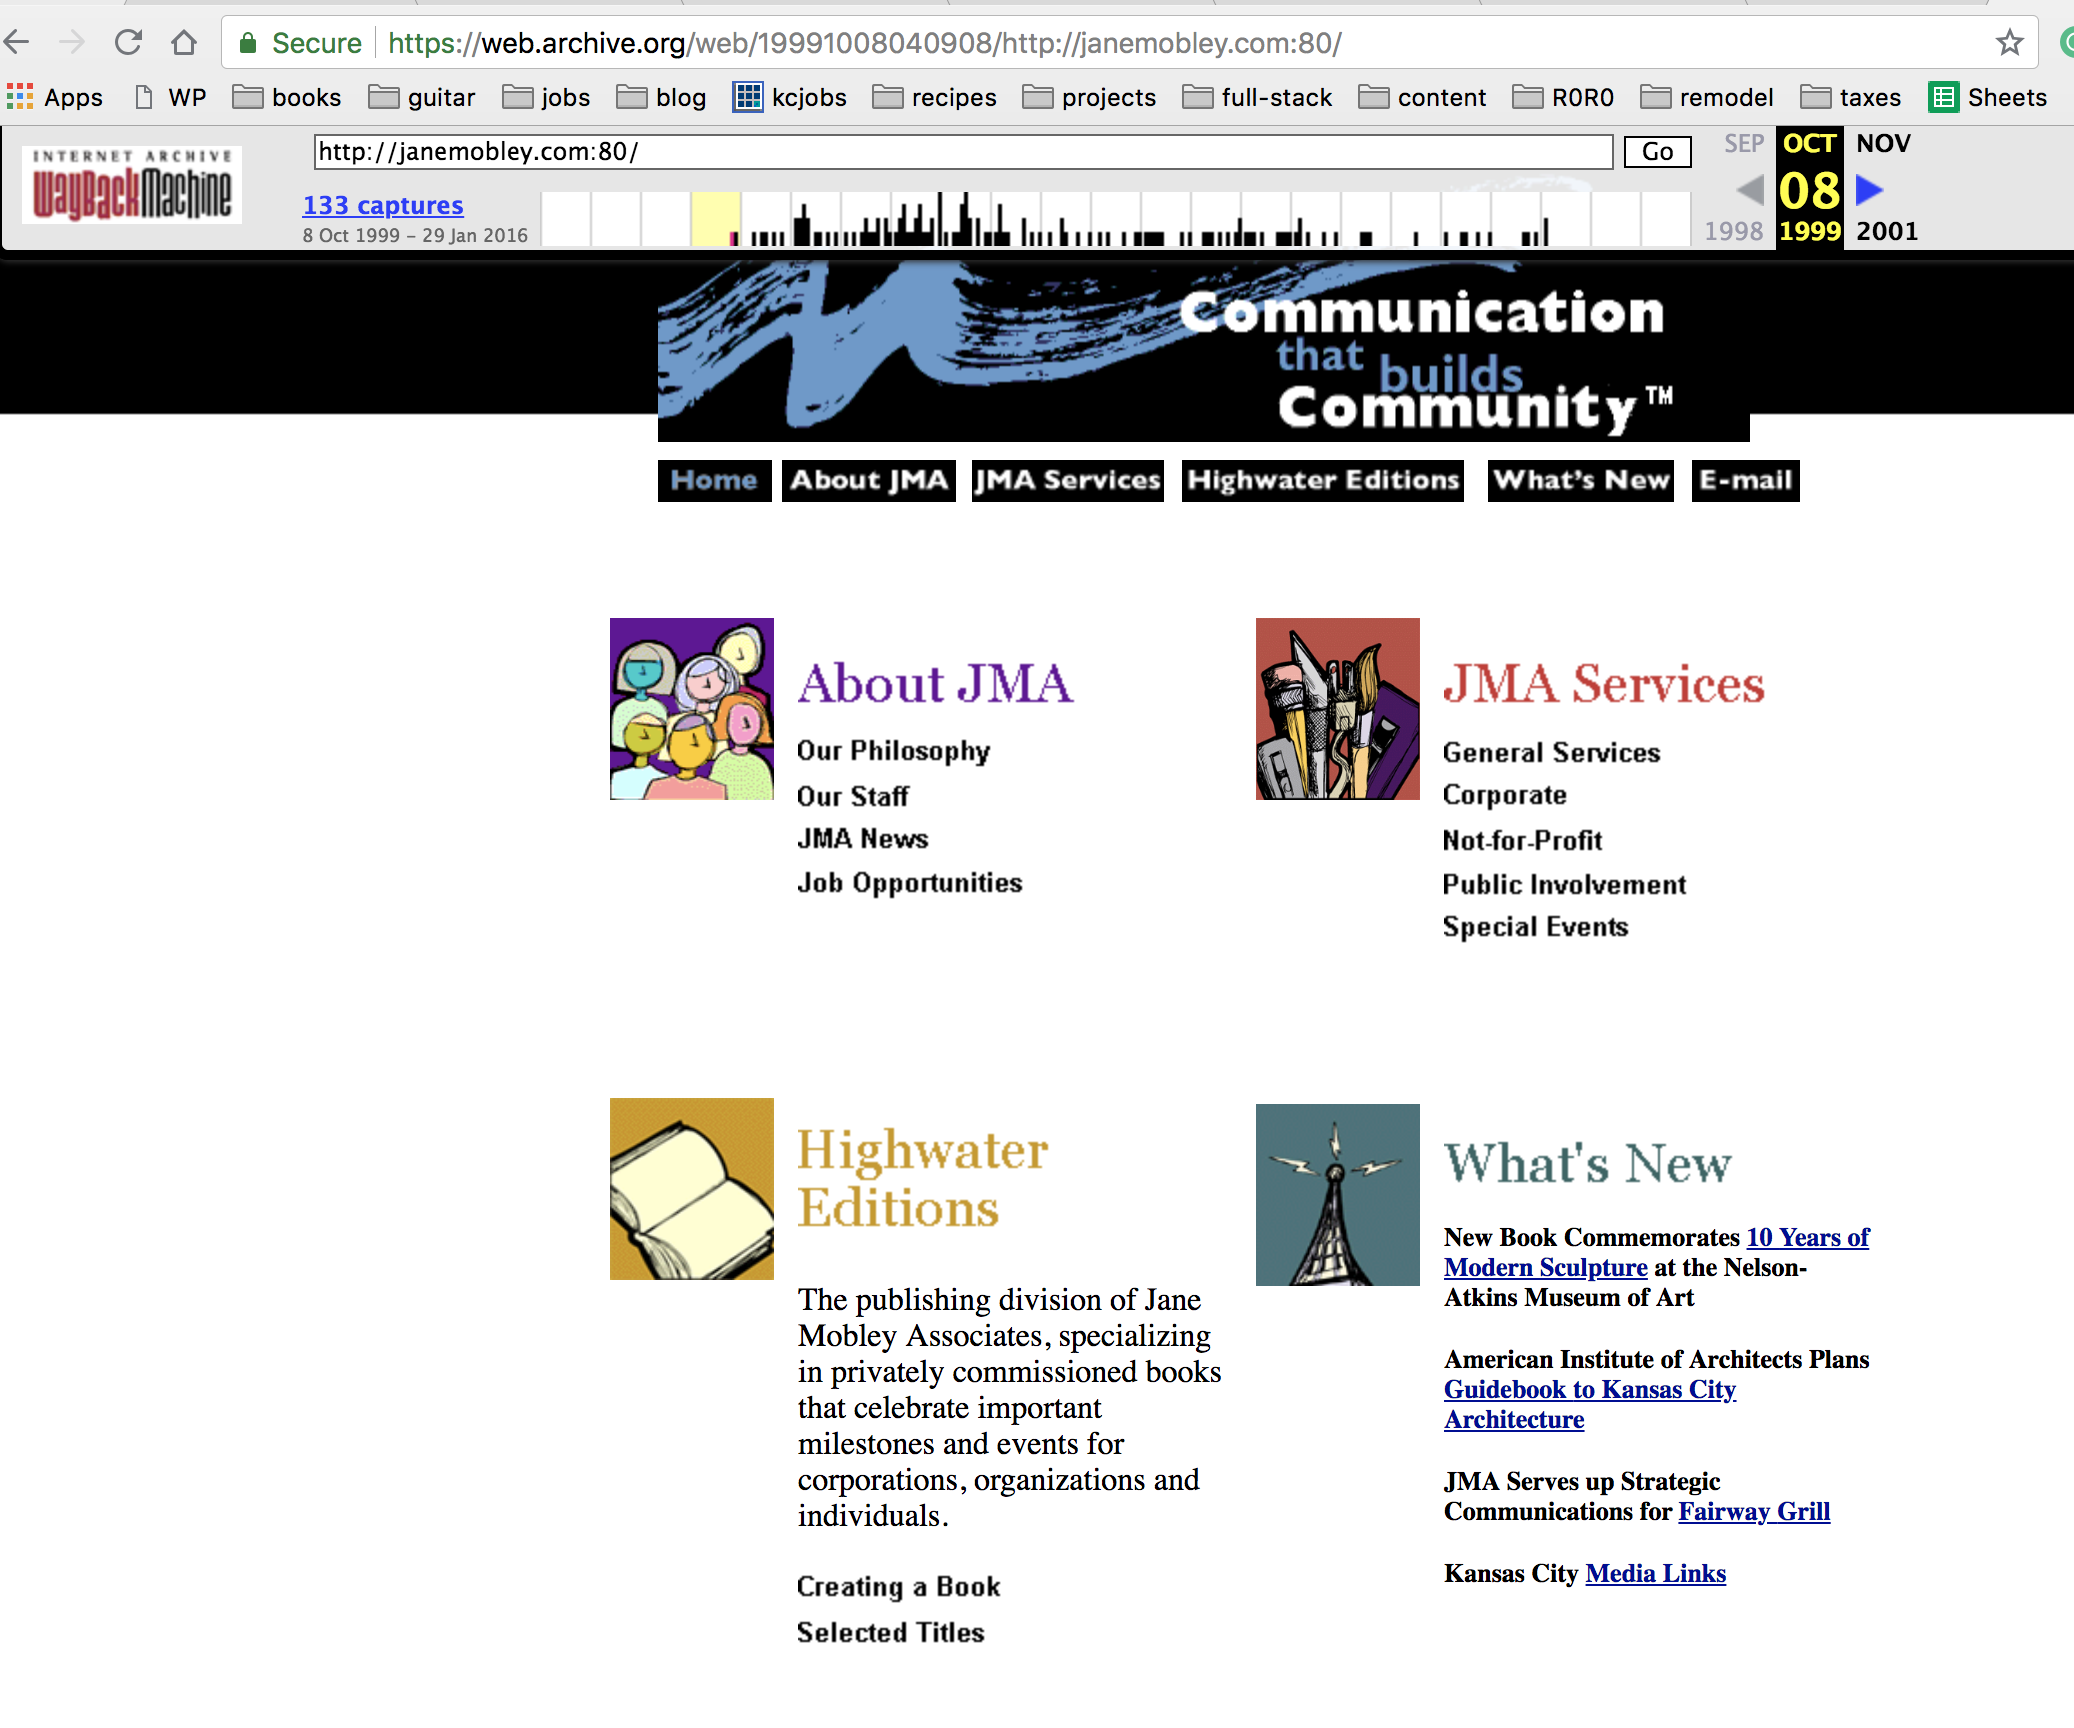 Secure https://web.archive.org/web/19991008040908/http://janemobley.com:80/
Apps WP books guitar jobs blog kcjobs recipes projects full-stack content R0R0 remodel taxes Sheets
INTERNET ARCHIVE
WayBackMachine
http://janemobley.com:80/
Go
SEP OCT NOV
133 captures
08
8 Oct 1999 – 29 Jan 2016
1998 1999 2001
Communication
that builds
Community™
Home About JMA JMA Services Highwater Editions What's New E-mail
About JMA
Our Philosophy
Our Staff
JMA News
Job Opportunities
JMA Services
General Services
Corporate
Not-for-Profit
Public Involvement
Special Events
Highwater
Editions
The publishing division of Jane
Mobley Associates, specializing
in privately commissioned books
that celebrate important
milestones and events for
corporations, organizations and
individuals.
Creating a Book
Selected Titles
What's New
New Book Commemorates 10 Years of
Modern Sculpture at the Nelson-
Atkins Museum of Art
American Institute of Architects Plans
Guidebook to Kansas City
Architecture
JMA Serves up Strategic
Communications for Fairway Grill
Kansas City Media Links